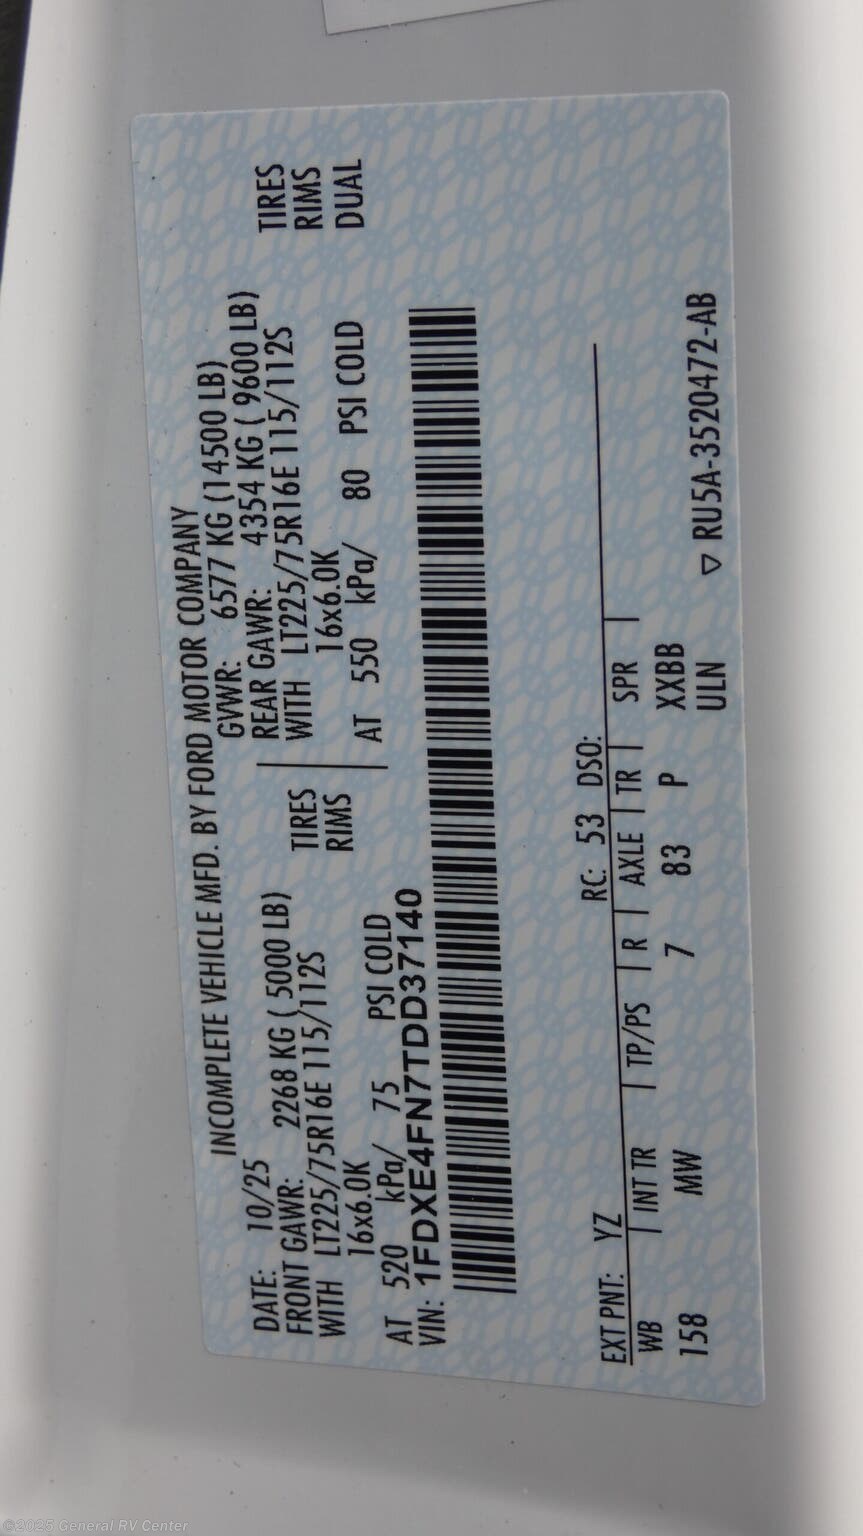 INCOMPLETE VEHICLE MFD. BY FORD MOTOR COMPANY
DATE: 10/25 GVWR: 6577 KG (14500 LB)
FRONT GAWR: 2268 KG ( 5000 LB) REAR GAWR: 4354 KG ( 9600 LB)
WITH LT225/75R16E 115/112S TIRES WITH LT225/75R16E 115/112S TIRES
16x6.0K RIMS 16x6.0K RIMS
AT 520 kPa/ 75 PSI COLD AT 550 kPa/ 80 PSI COLD DUAL
VIN: 1FDXE4FN7TDD37140
EXT PNT: YZ RC: 53 DSO:
WB INT TR TP/PS R AXLE TR SPR
158 MW 7 83 P XXBB
ULN
▽ RU5A-3520472-AB
©2025 General RV Center